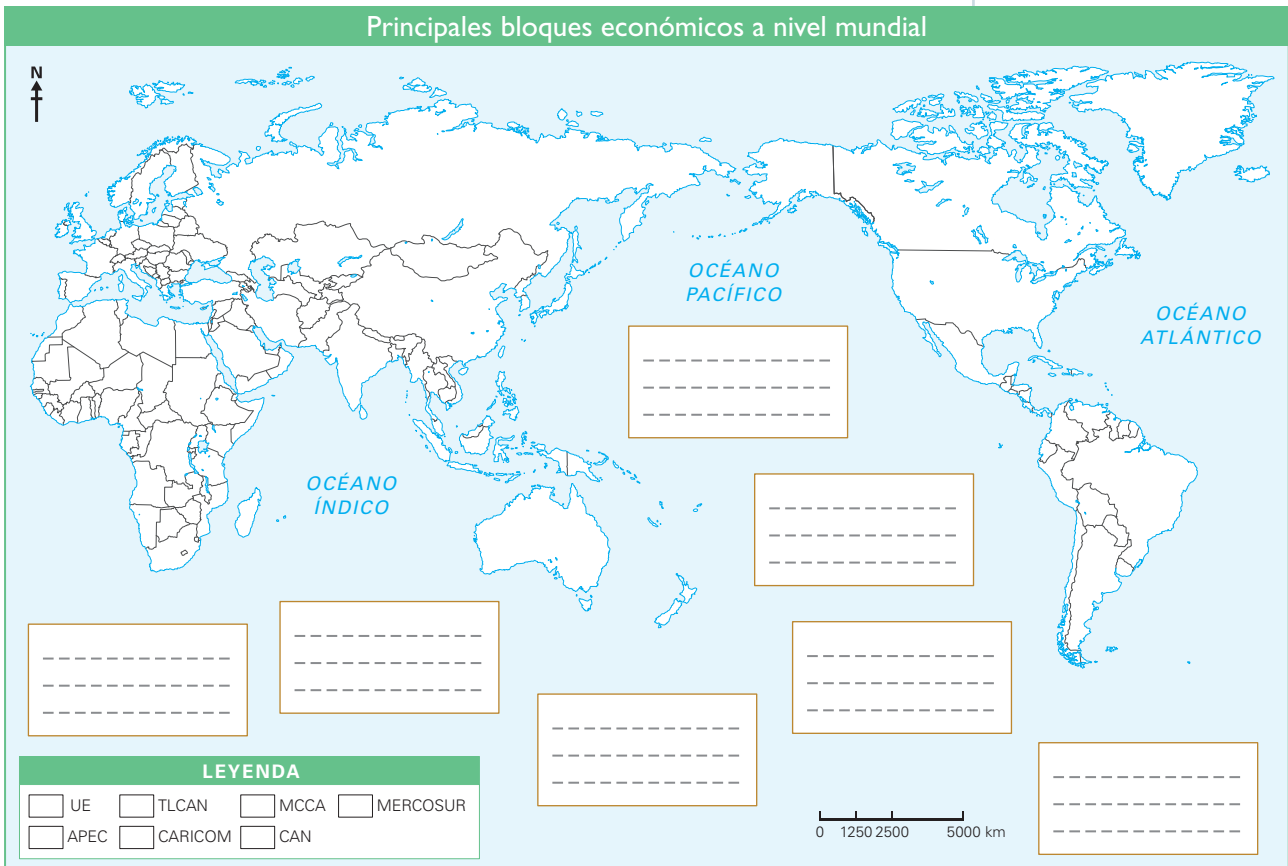 Principales bloques económicos a nivel mundial
N
OCÉANO
PACÍFICO
OCÉANO
ATLÁNTICO
OCÉANO
ÍNDICO
LEYENDA
UE TLCAN MCCA MERCOSUR
APEC CARICOM CAN
0 1250 2500 5000 km